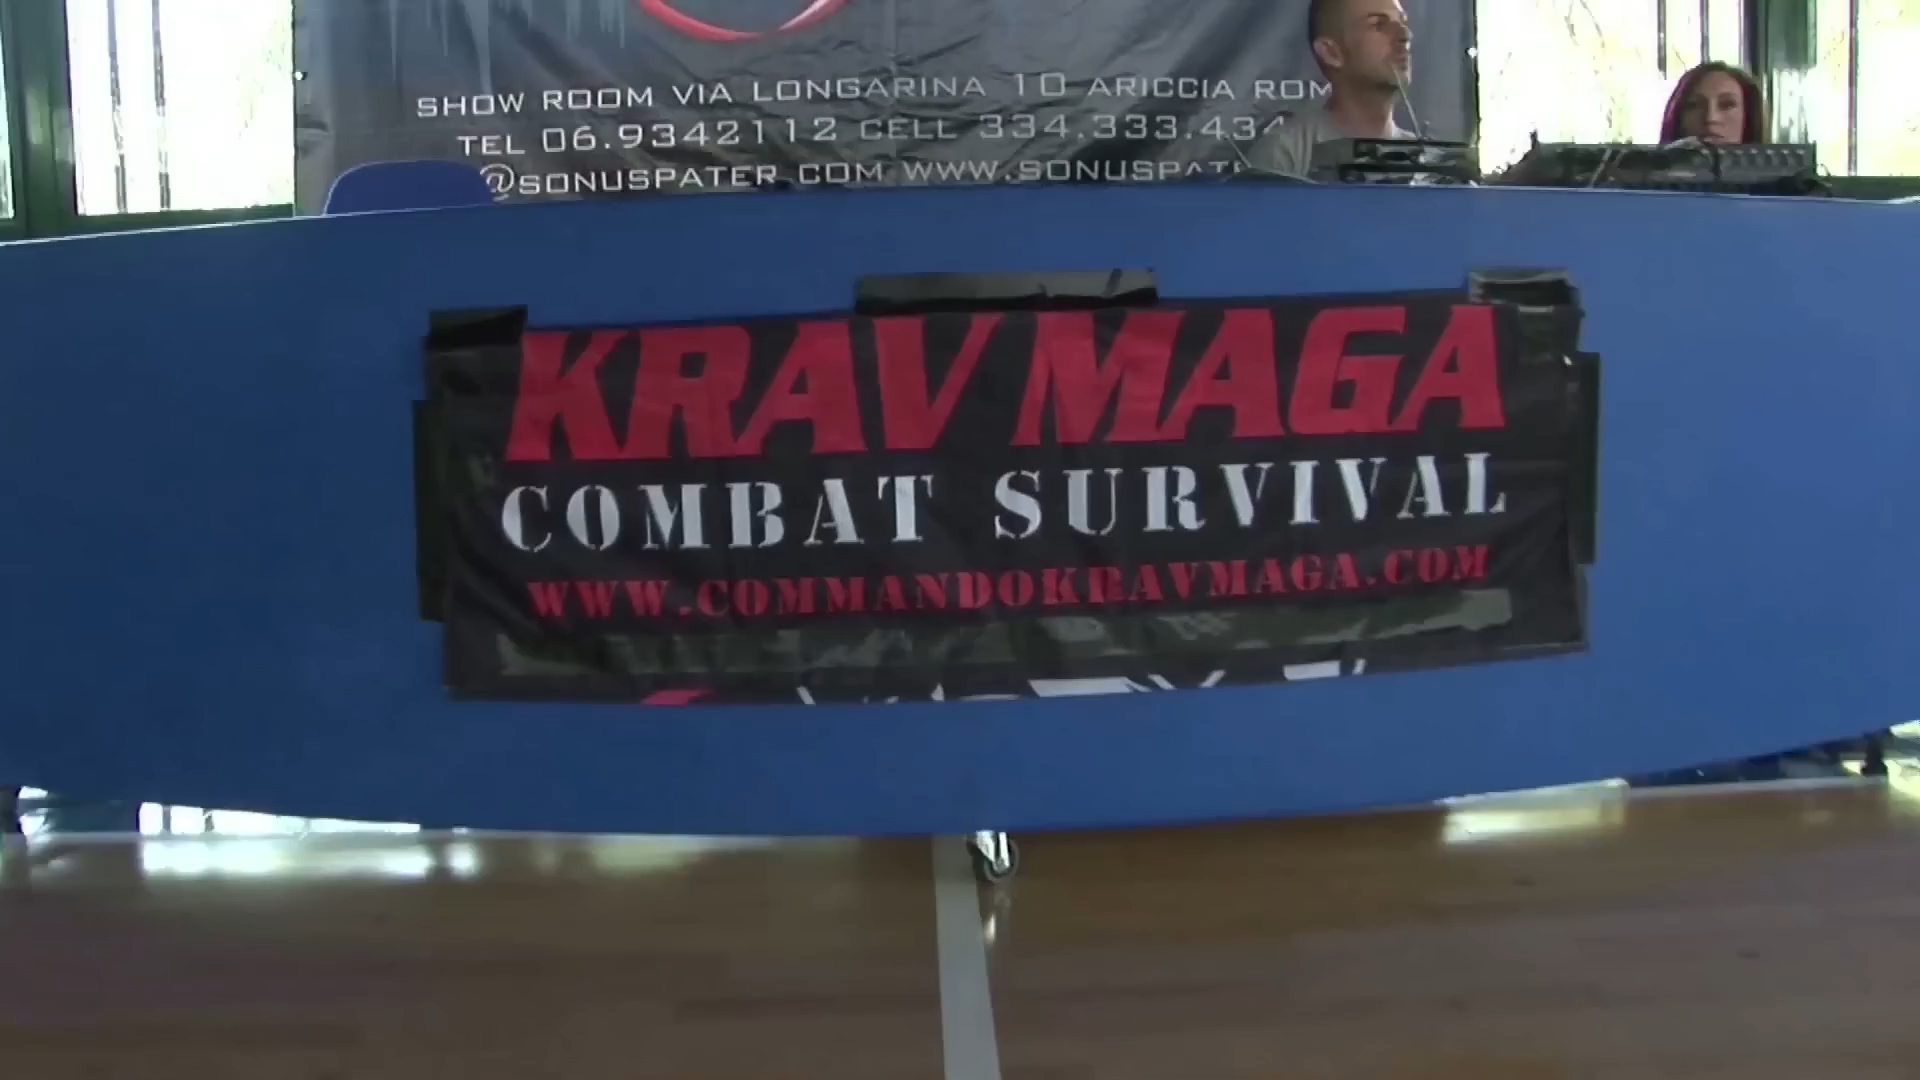 SHOW ROOM VIA LONGARINA 10 ARICCIA ROM
TEL 06.9342112 CELL 334.333.434
@SONUSPATER.COM WWW.SONUSPATE
KRAV MAGA
COMBAT SURVIVAL
WWW.COMMANDOKRAVMAGA.COM